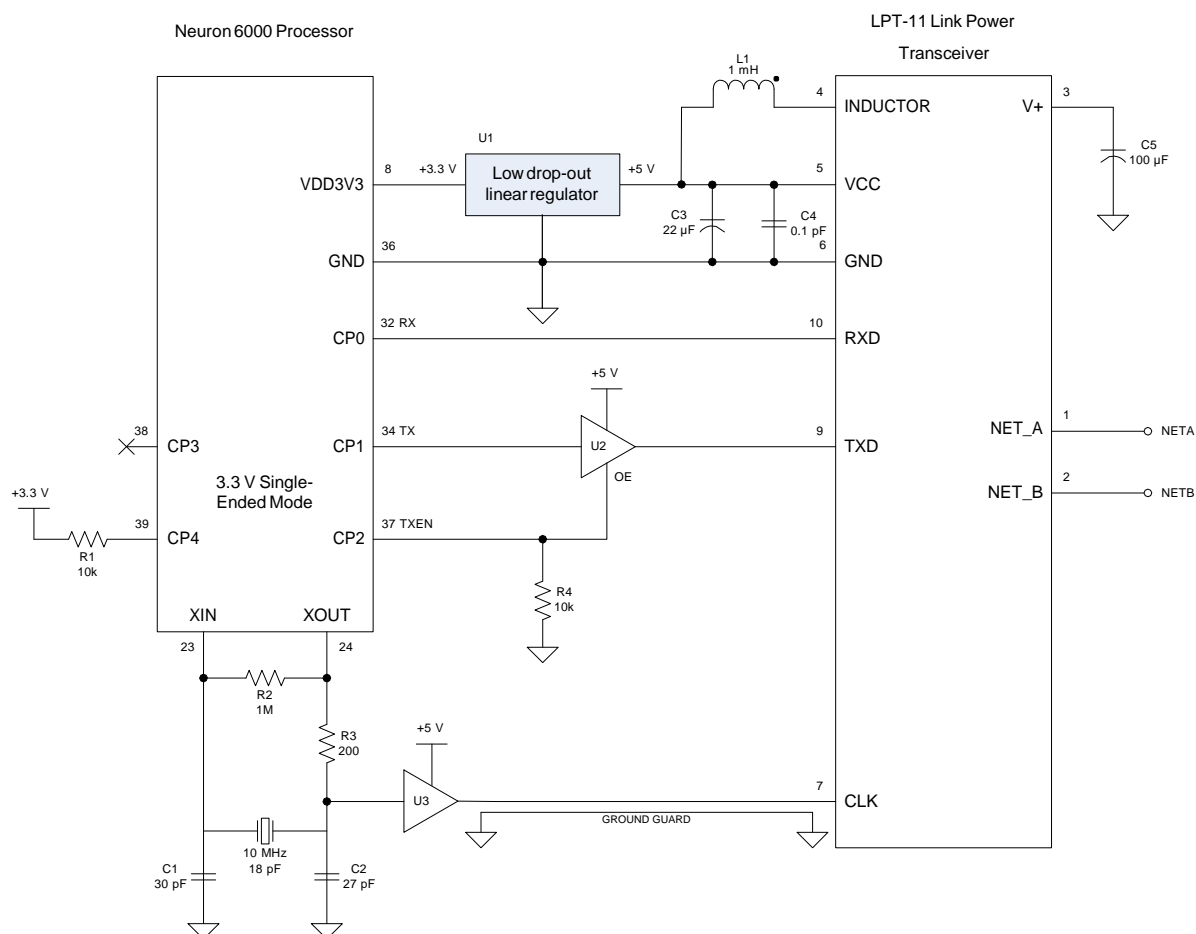 Neuron 6000 Processor
LPT-11 Link Power
Transceiver
L1
1 mH
4
INDUCTOR
V+
3
C5
100 µF
U1
VDD3V3
8
+3.3 V
Low drop-out
linear regulator
+5 V
5
VCC
C3
22 µF
C4
0.1 pF
GND
36
6
GND
CP0
32 RX
10
RXD
+5 V
38
CP3
CP1
34 TX
U2
OE
9
TXD
NET_A
1
NETA
3.3 V Single-
Ended Mode
NET_B
2
NETB
+3.3 V
R1
10k
39
CP4
CP2
37 TXEN
R4
10k
XIN
XOUT
23
24
R2
1M
R3
200
+5 V
U3
7
CLK
GROUND GUARD
10 MHz
18 pF
C1
30 pF
C2
27 pF